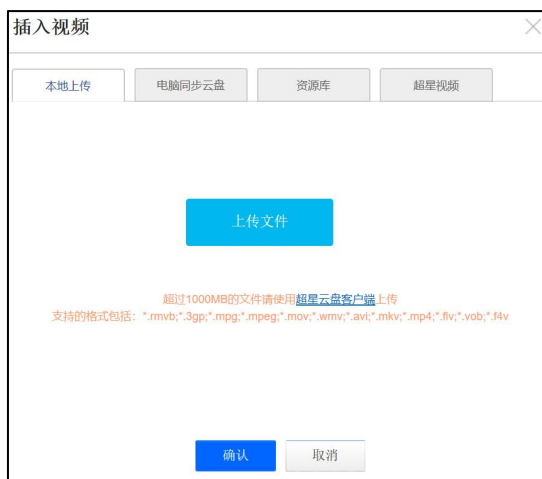 插入视频
本地上传 电脑同步云盘 资源库 超星视频
上传文件
超过1000MB的文件请使用超星云盘客户端上传
支持的格式包括：*.rmvb;*.3gp;*.mpg;*.mpeg;*.mov;*.wmv;*.avi;*.mkv;*.mp4;*.flv;*.vob;*.f4v
确认 取消